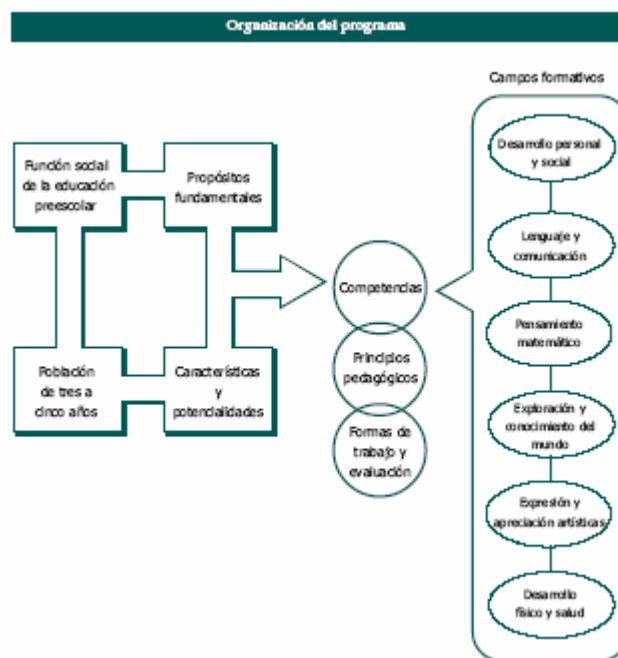 Organización del programa
Campos formativos
Función social
de la educación
preescolar
Propósitos
fundamentales
Población
de tres a
cinco años
Características
y
potencialidades
Competencias
Principios
pedagógicos
Formas de
trabajo y
evaluación
Desarrollo personal
y social
Lenguaje y
comunicación
Pensamiento
matemático
Exploración y
conocimiento del
mundo
Expresión y
apreciación artísticas
Desarrollo
físico y salud